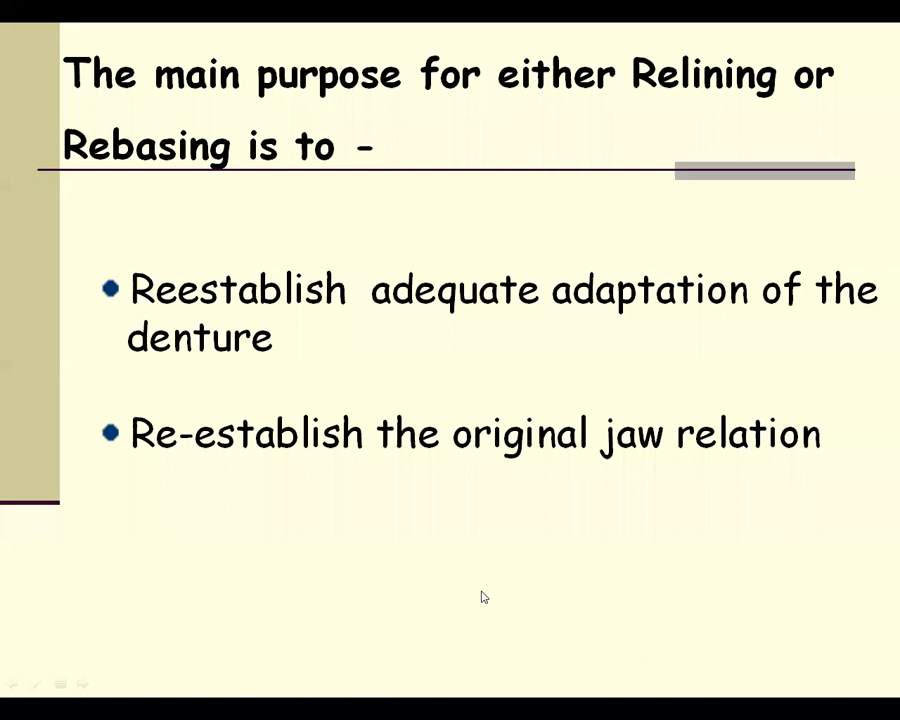 The main purpose for either Relining or
Rebasing is to -
Reestablish adequate adaptation of the
denture
Re-establish the original jaw relation